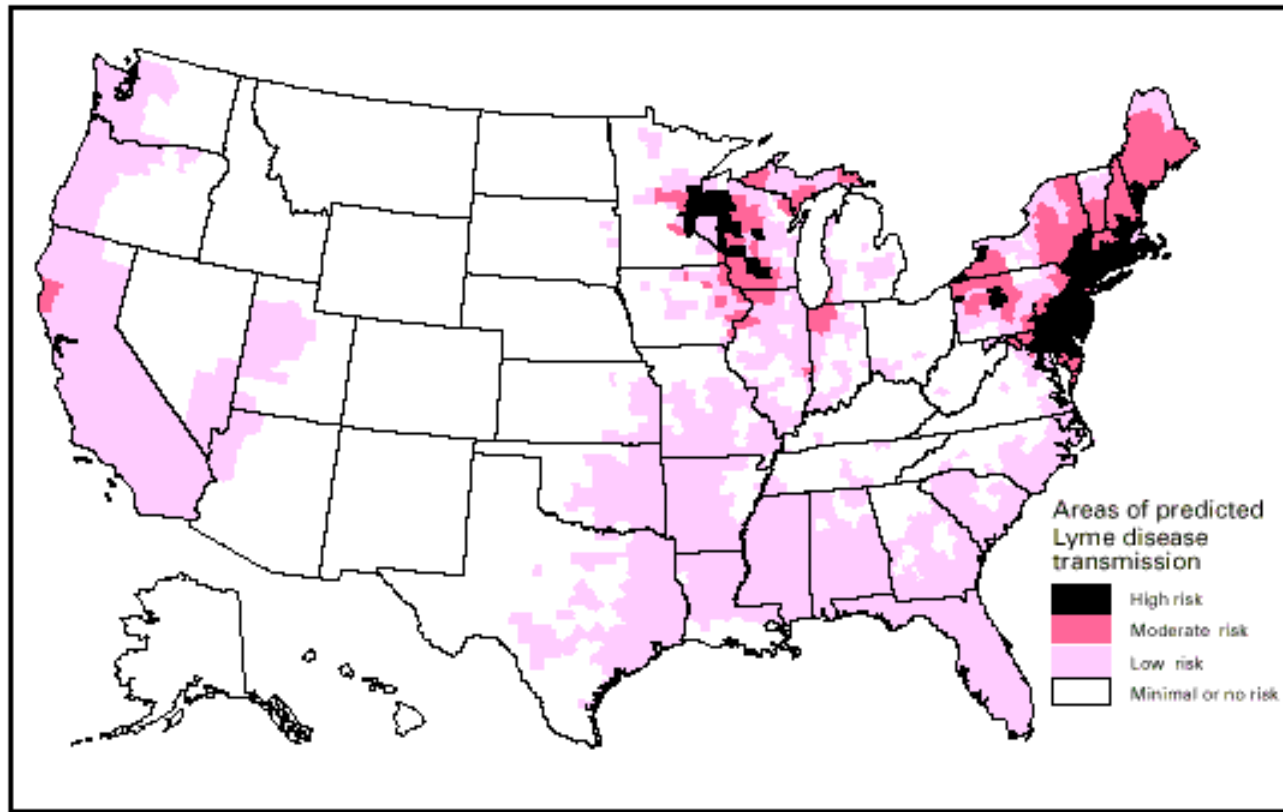 Areas of predicted
Lyme disease
transmission
High risk
Moderate risk
Low risk
Minimal or no risk